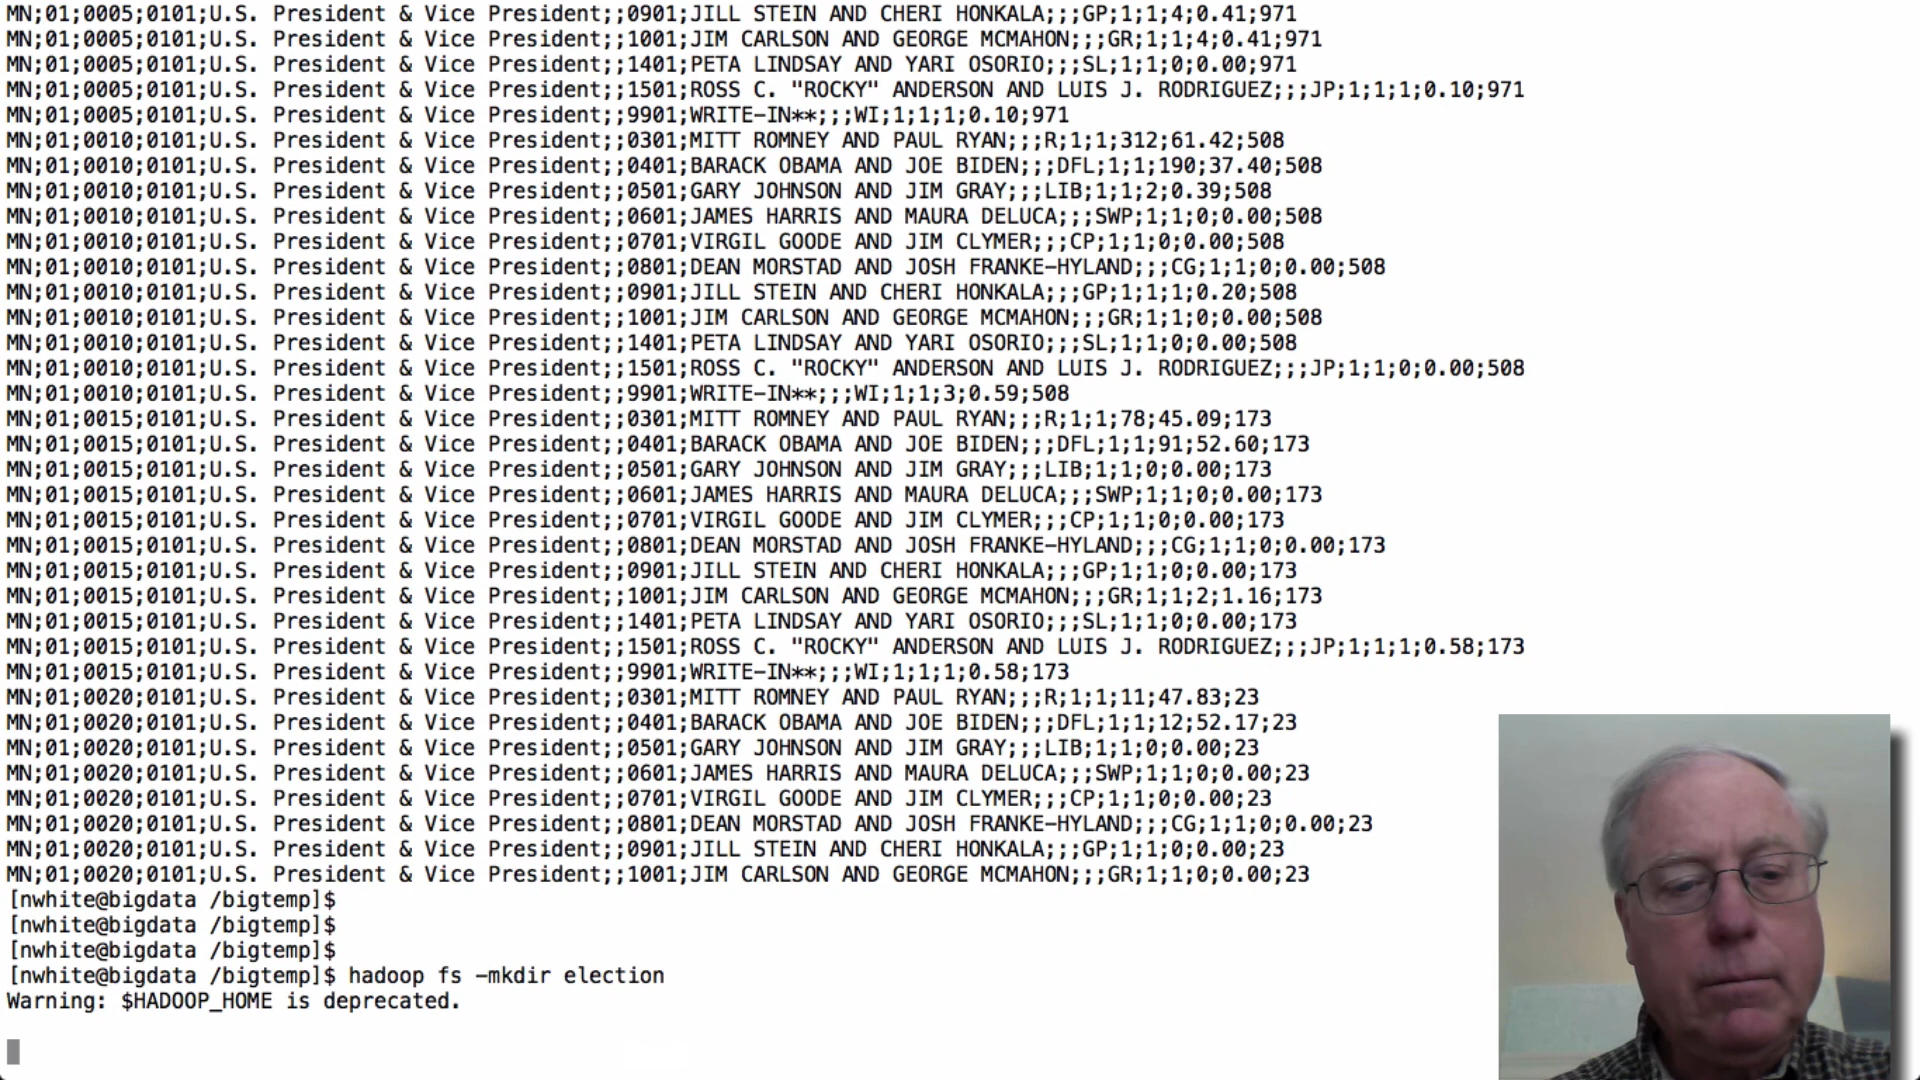 MN;01;0005;0101;U.S. President & Vice President;;0901;JILL STEIN AND CHERI HONKALA;;;GP;1;1;4;0.41;971
MN;01;0005;0101;U.S. President & Vice President;;1001;JIM CARLSON AND GEORGE MCMAHON;;;GR;1;1;4;0.41;971
MN;01;0005;0101;U.S. President & Vice President;;1401;PETA LINDSAY AND YARI OSORIO;;;SL;1;1;0;0.00;971
MN;01;0005;0101;U.S. President & Vice President;;1501;ROSS C. "ROCKY" ANDERSON AND LUIS J. RODRIGUEZ;;;JP;1;1;1;0.10;971
MN;01;0005;0101;U.S. President & Vice President;;9901;WRITE-IN**;;;WI;1;1;1;0.10;971
MN;01;0010;0101;U.S. President & Vice President;;0301;MITT ROMNEY AND PAUL RYAN;;;R;1;1;312;61.42;508
MN;01;0010;0101;U.S. President & Vice President;;0401;BARACK OBAMA AND JOE BIDEN;;;DFL;1;1;190;37.40;508
MN;01;0010;0101;U.S. President & Vice President;;0501;GARY JOHNSON AND JIM GRAY;;;LIB;1;1;2;0.39;508
MN;01;0010;0101;U.S. President & Vice President;;0601;JAMES HARRIS AND MAURA DELUCA;;;SWP;1;1;0;0.00;508
MN;01;0010;0101;U.S. President & Vice President;;0701;VIRGIL GOODE AND JIM CLYMER;;;CP;1;1;0;0.00;508
MN;01;0010;0101;U.S. President & Vice President;;0801;DEAN MORSTAD AND JOSH FRANKE-HYLAND;;;CG;1;1;0;0.00;508
MN;01;0010;0101;U.S. President & Vice President;;0901;JILL STEIN AND CHERI HONKALA;;;GP;1;1;1;0.20;508
MN;01;0010;0101;U.S. President & Vice President;;1001;JIM CARLSON AND GEORGE MCMAHON;;;GR;1;1;0;0.00;508
MN;01;0010;0101;U.S. President & Vice President;;1401;PETA LINDSAY AND YARI OSORIO;;;SL;1;1;0;0.00;508
MN;01;0010;0101;U.S. President & Vice President;;1501;ROSS C. "ROCKY" ANDERSON AND LUIS J. RODRIGUEZ;;;JP;1;1;0;0.00;508
MN;01;0010;0101;U.S. President & Vice President;;9901;WRITE-IN**;;;WI;1;1;3;0.59;508
MN;01;0015;0101;U.S. President & Vice President;;0301;MITT ROMNEY AND PAUL RYAN;;;R;1;1;78;45.09;173
MN;01;0015;0101;U.S. President & Vice President;;0401;BARACK OBAMA AND JOE BIDEN;;;DFL;1;1;91;52.60;173
MN;01;0015;0101;U.S. President & Vice President;;0501;GARY JOHNSON AND JIM GRAY;;;LIB;1;1;0;0.00;173
MN;01;0015;0101;U.S. President & Vice President;;0601;JAMES HARRIS AND MAURA DELUCA;;;SWP;1;1;0;0.00;173
MN;01;0015;0101;U.S. President & Vice President;;0701;VIRGIL GOODE AND JIM CLYMER;;;CP;1;1;0;0.00;173
MN;01;0015;0101;U.S. President & Vice President;;0801;DEAN MORSTAD AND JOSH FRANKE-HYLAND;;;CG;1;1;0;0.00;173
MN;01;0015;0101;U.S. President & Vice President;;0901;JILL STEIN AND CHERI HONKALA;;;GP;1;1;0;0.00;173
MN;01;0015;0101;U.S. President & Vice President;;1001;JIM CARLSON AND GEORGE MCMAHON;;;GR;1;1;2;1.16;173
MN;01;0015;0101;U.S. President & Vice President;;1401;PETA LINDSAY AND YARI OSORIO;;;SL;1;1;0;0.00;173
MN;01;0015;0101;U.S. President & Vice President;;1501;ROSS C. "ROCKY" ANDERSON AND LUIS J. RODRIGUEZ;;;JP;1;1;1;0.58;173
MN;01;0015;0101;U.S. President & Vice President;;9901;WRITE-IN**;;;WI;1;1;1;0.58;173
MN;01;0020;0101;U.S. President & Vice President;;0301;MITT ROMNEY AND PAUL RYAN;;;R;1;1;11;47.83;23
MN;01;0020;0101;U.S. President & Vice President;;0401;BARACK OBAMA AND JOE BIDEN;;;DFL;1;1;12;52.17;23
MN;01;0020;0101;U.S. President & Vice President;;0501;GARY JOHNSON AND JIM GRAY;;;LIB;1;1;0;0.00;23
MN;01;0020;0101;U.S. President & Vice President;;0601;JAMES HARRIS AND MAURA DELUCA;;;SWP;1;1;0;0.00;23
MN;01;0020;0101;U.S. President & Vice President;;0701;VIRGIL GOODE AND JIM CLYMER;;;CP;1;1;0;0.00;23
MN;01;0020;0101;U.S. President & Vice President;;0801;DEAN MORSTAD AND JOSH FRANKE-HYLAND;;;CG;1;1;0;0.00;23
MN;01;0020;0101;U.S. President & Vice President;;0901;JILL STEIN AND CHERI HONKALA;;;GP;1;1;0;0.00;23
MN;01;0020;0101;U.S. President & Vice President;;1001;JIM CARLSON AND GEORGE MCMAHON;;;GR;1;1;0;0.00;23
[nwhite@bigdata /bigtemp]$
[nwhite@bigdata /bigtemp]$
[nwhite@bigdata /bigtemp]$
[nwhite@bigdata /bigtemp]$ hadoop fs -mkdir election
Warning: $HADOOP_HOME is deprecated.